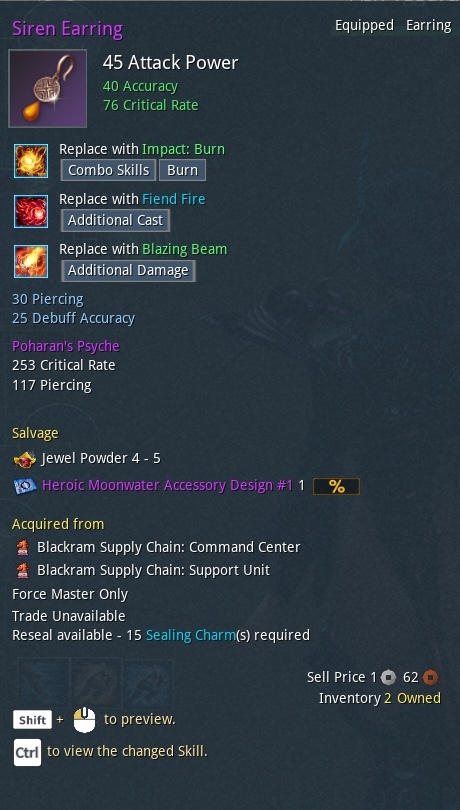 Siren Earring
Equipped Earring
45 Attack Power
40 Accuracy
76 Critical Rate
Replace with Impact: Burn
Combo Skills Burn
Replace with Fiend Fire
Additional Cast
Replace with Blazing Beam
Additional Damage
30 Piercing
25 Debuff Accuracy
Poharan's Psyche
253 Critical Rate
117 Piercing
Salvage
Jewel Powder 4 - 5
Heroic Moonwater Accessory Design #1 1 %
Acquired from
Blackram Supply Chain: Command Center
Blackram Supply Chain: Support Unit
Force Master Only
Trade Unavailable
Reseal available - 15 Sealing Charm(s) required
Sell Price 1 62
Inventory 2 Owned
Shift + to preview.
Ctrl to view the changed Skill.